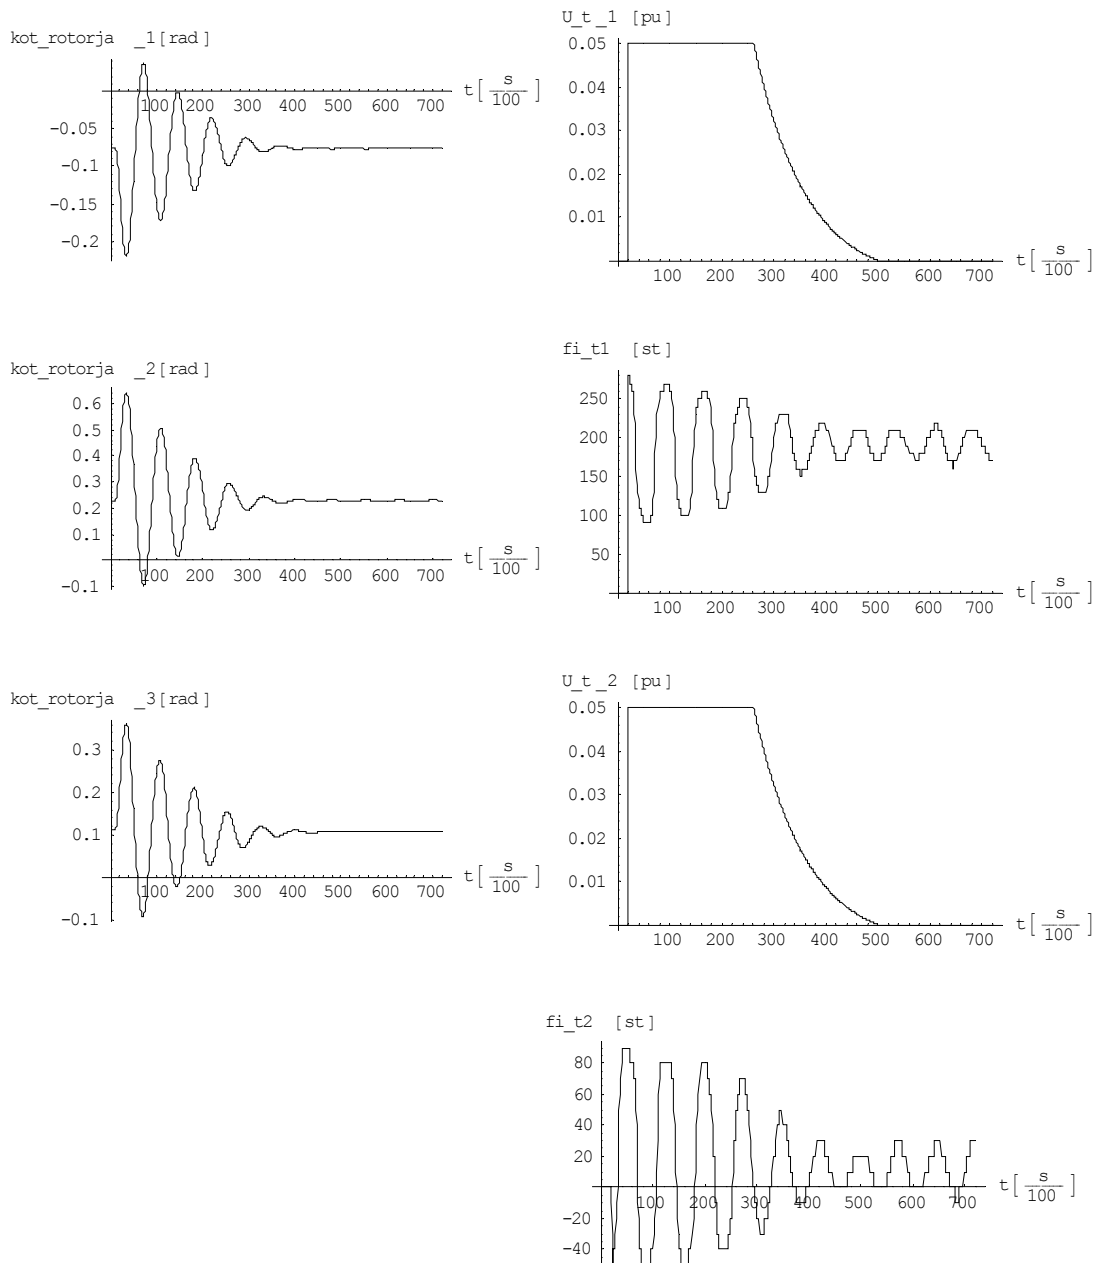 kot_rotorja _1[rad]
t[ s/100 ]
100 200 300 400 500 600 700
-0.05
-0.1
-0.15
-0.2
U_t_1 [pu]
0.05
0.04
0.03
0.02
0.01
100 200 300 400 500 600 700
t[ s/100 ]
kot_rotorja _2[rad]
0.6
0.5
0.4
0.3
0.2
0.1
-0.1
100 200 300 400 500 600 700
t[ s/100 ]
fi_t1 [st]
250
200
150
100
50
100 200 300 400 500 600 700
t[ s/100 ]
kot_rotorja _3[rad]
0.3
0.2
0.1
-0.1
100 200 300 400 500 600 700
t[ s/100 ]
U_t_2 [pu]
0.05
0.04
0.03
0.02
0.01
100 200 300 400 500 600 700
t[ s/100 ]
fi_t2 [st]
80
60
40
20
-20
-40
100 200 300 400 500 600 700
t[ s/100 ]